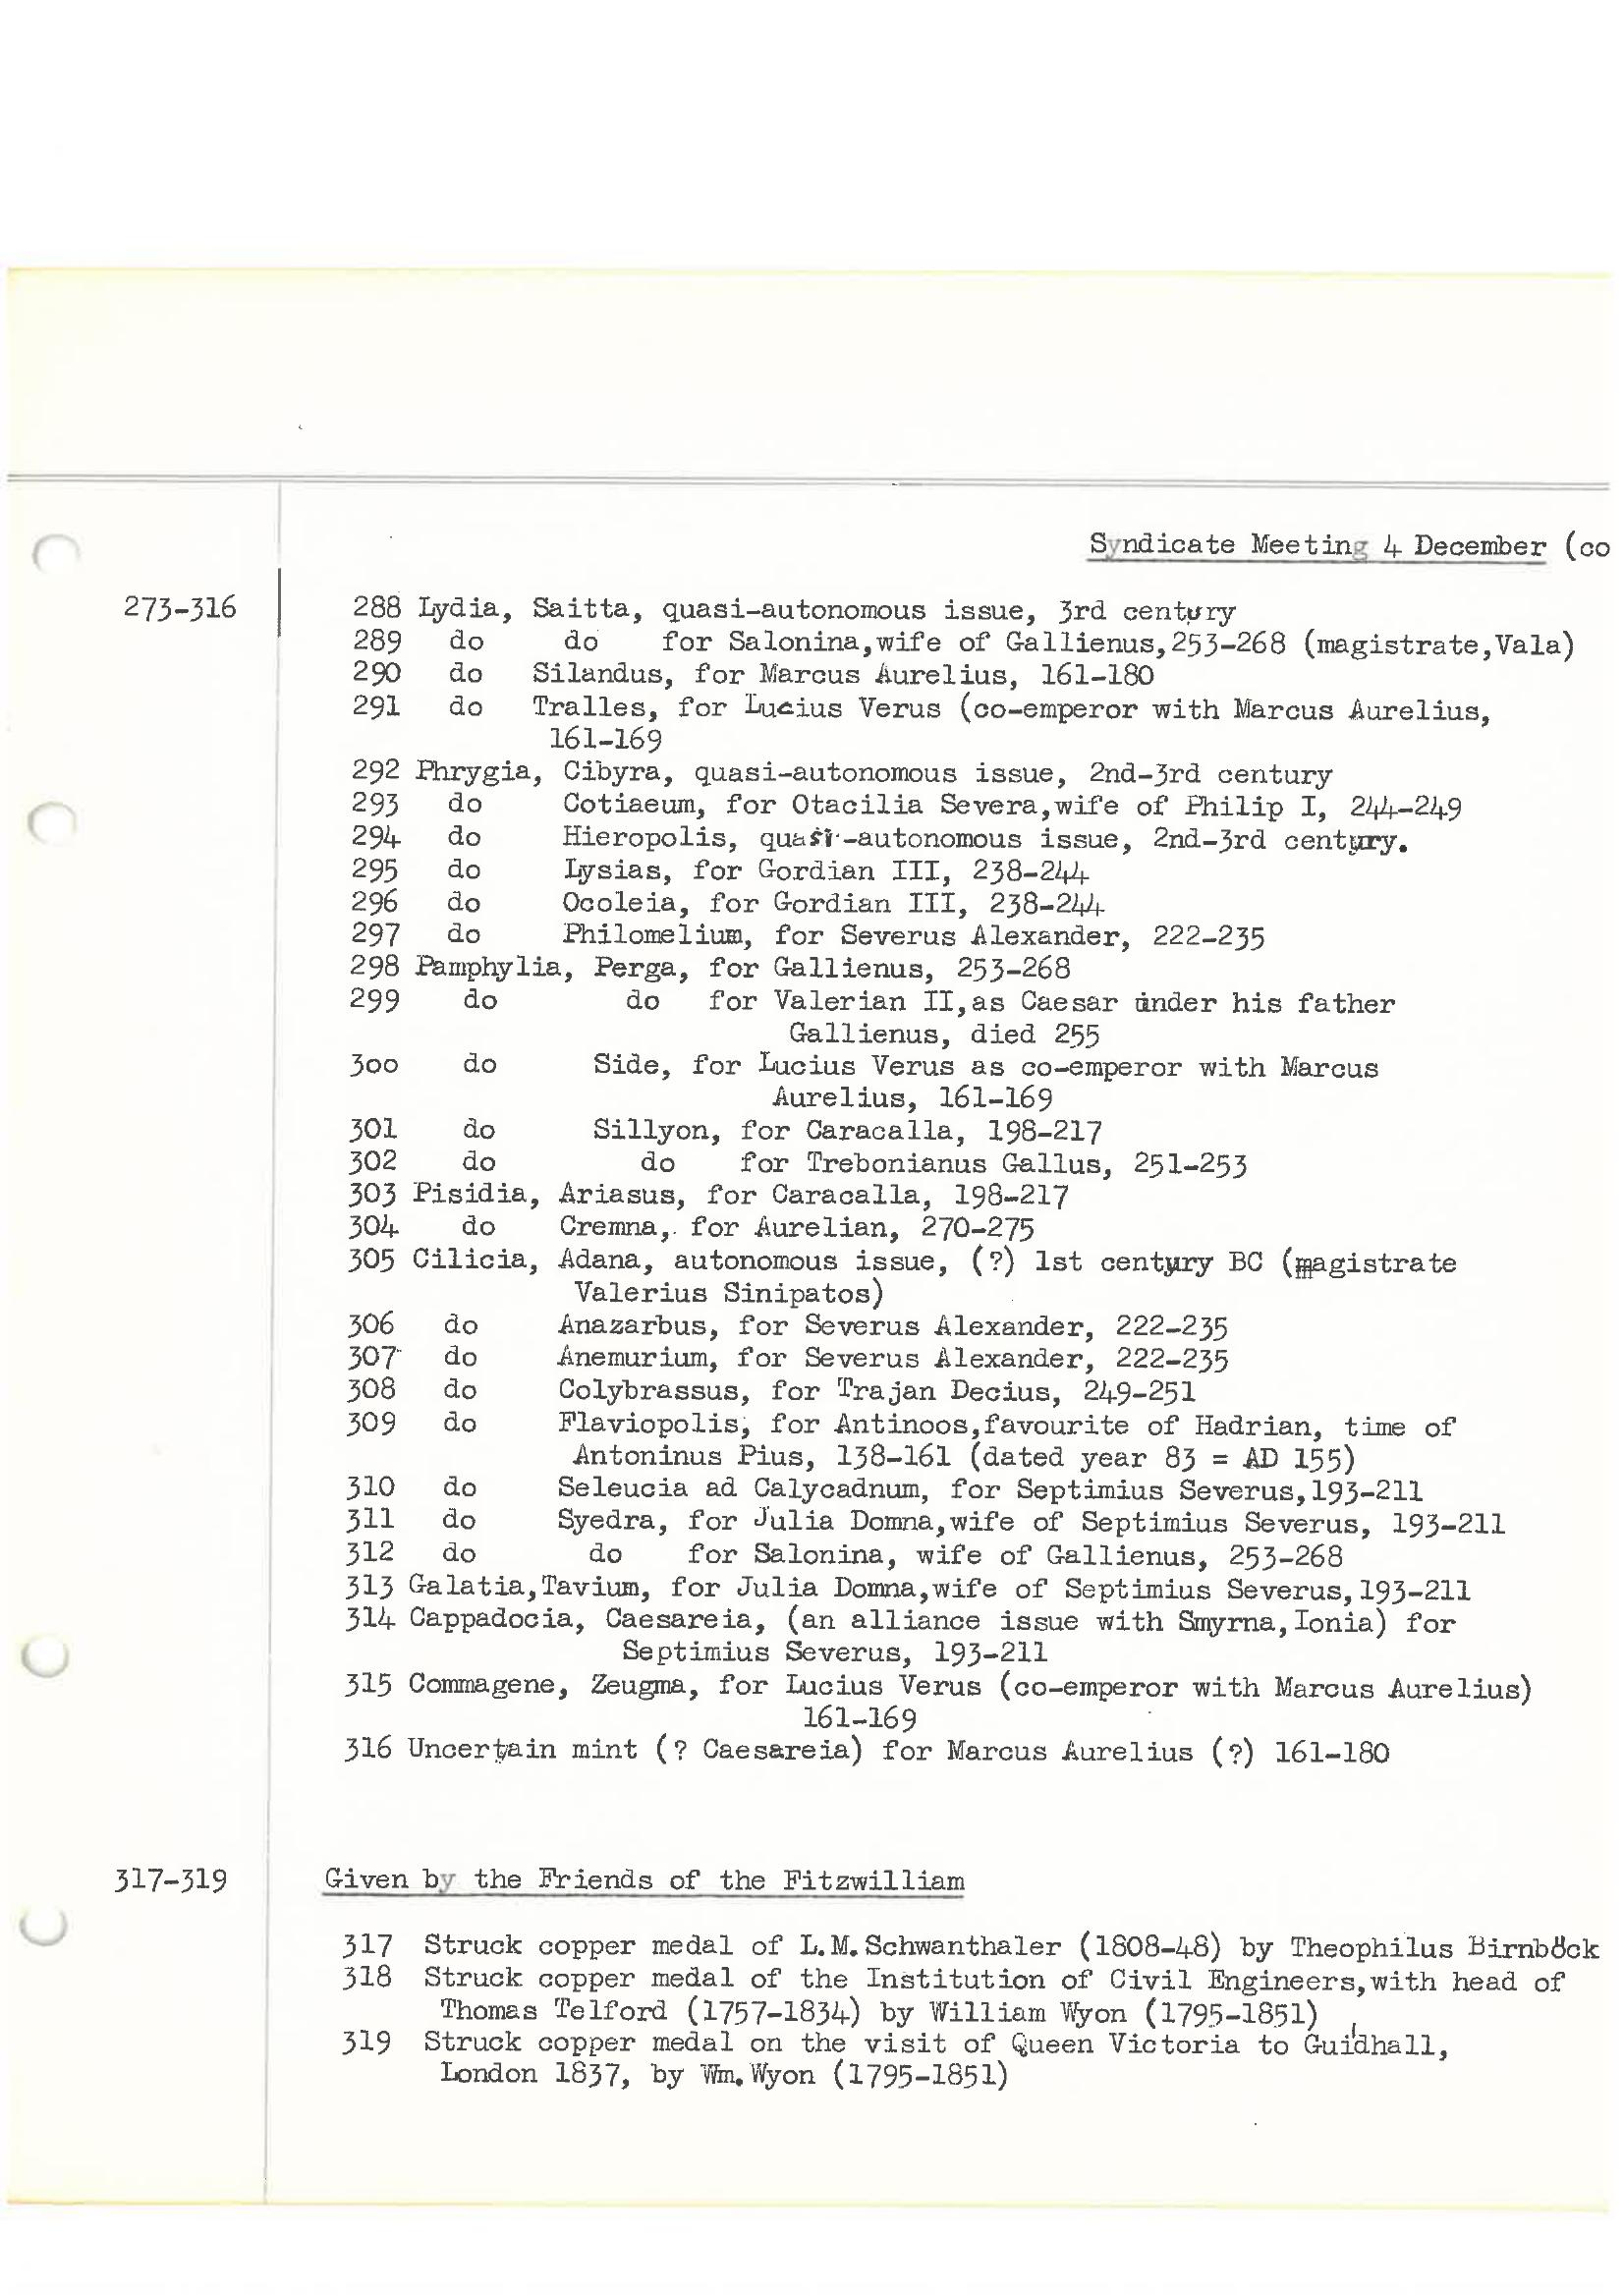 Syndicate Meeting 4 December (co
273-316
288 Lydia, Saitta, quasi-autonomous issue, 3rd century
289 do do for Salonina,wife of Gallienus,253-268 (magistrate,Vala)
290 do Silandus, for Marcus Aurelius, 161-180
291 do Tralles, for Lucius Verus (co-emperor with Marcus Aurelius,
161-169
292 Phrygia, Cibyra, quasi-autonomous issue, 2nd-3rd century
293 do Cotiaeum, for Otacilia Severa,wife of Philip I, 244-249
294 do Hieropolis, quasi-autonomous issue, 2nd-3rd century.
295 do Lysias, for Gordian III, 238-244
296 do Ocoleia, for Gordian III, 238-244
297 do Philomelium, for Severus Alexander, 222-235
298 Pamphylia, Perga, for Gallienus, 253-268
299 do do for Valerian II,as Caesar under his father
Gallienus, died 255
300 do Side, for Lucius Verus as co-emperor with Marcus
Aurelius, 161-169
301 do Sillyon, for Caracalla, 198-217
302 do do for Trebonianus Gallus, 251-253
303 Pisidia, Ariasus, for Caracalla, 198-217
304 do Cremna, for Aurelian, 270-275
305 Cilicia, Adana, autonomous issue, (?) 1st century BC (magistrate
Valerius Sinipatos)
306 do Anazarbus, for Severus Alexander, 222-235
307 do Anemurium, for Severus Alexander, 222-235
308 do Colybrassus, for Trajan Decius, 249-251
309 do Flaviopolis, for Antinoos,favourite of Hadrian, time of
Antoninus Pius, 138-161 (dated year 83 = AD 155)
310 do Seleucia ad Calycadnum, for Septimius Severus,193-211
311 do Syedra, for Julia Domna,wife of Septimius Severus, 193-211
312 do do for Salonina, wife of Gallienus, 253-268
313 Galatia,Tavium, for Julia Domna,wife of Septimius Severus,193-211
314 Cappadocia, Caesareia, (an alliance issue with Smyrna,Ionia) for
Septimius Severus, 193-211
315 Commagene, Zeugma, for Lucius Verus (co-emperor with Marcus Aurelius)
161-169
316 Uncertain mint (? Caesareia) for Marcus Aurelius (?) 161-180
317-319
Given by the Friends of the Fitzwilliam
317 Struck copper medal of L.M.Schwanthaler (1808-48) by Theophilus Birnböck
318 Struck copper medal of the Institution of Civil Engineers,with head of
Thomas Telford (1757-1834) by William Wyon (1795-1851)
319 Struck copper medal on the visit of Queen Victoria to Guidhall,
London 1837, by Wm.Wyon (1795-1851)